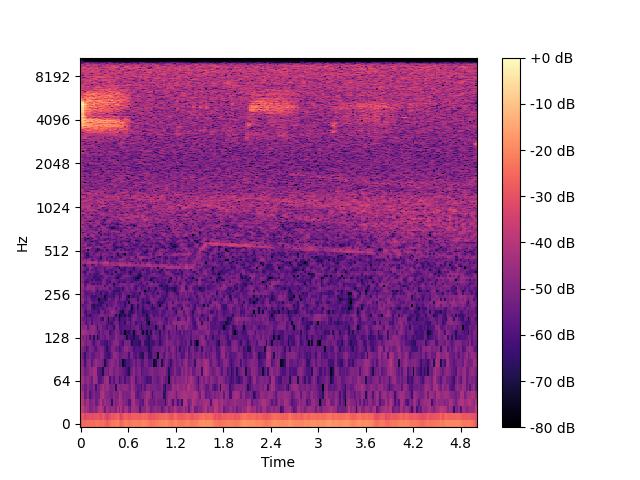 8192
4096
2048
1024
512
256
128
64
0
Hz
0 0.6 1.2 1.8 2.4 3 3.6 4.2 4.8
Time
+0 dB
-10 dB
-20 dB
-30 dB
-40 dB
-50 dB
-60 dB
-70 dB
-80 dB